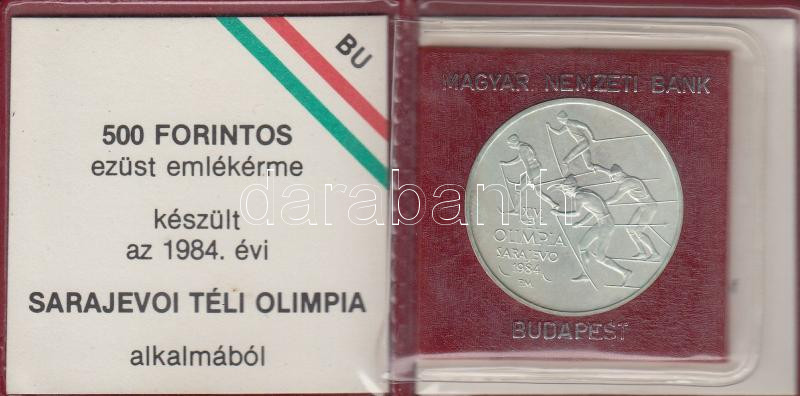 BU
500 FORINTOS
ezüst emlékérme
készült
az 1984. évi
SARAJEVOI TÉLI OLIMPIA
alkalmából
MAGYAR NEMZETI BANK
OLIMPIA
SARAJEVO
1984
BUDAPEST
darabanth